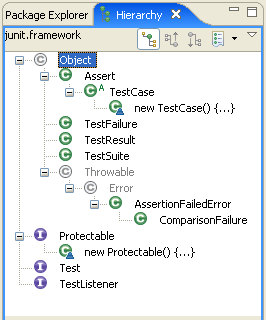 Package Explorer Hierarchy
junit.framework
Object
Assert
TestCase
new TestCase() {...}
TestFailure
TestResult
TestSuite
Throwable
Error
AssertionFailedError
ComparisonFailure
Protectable
new Protectable() {...}
Test
TestListener